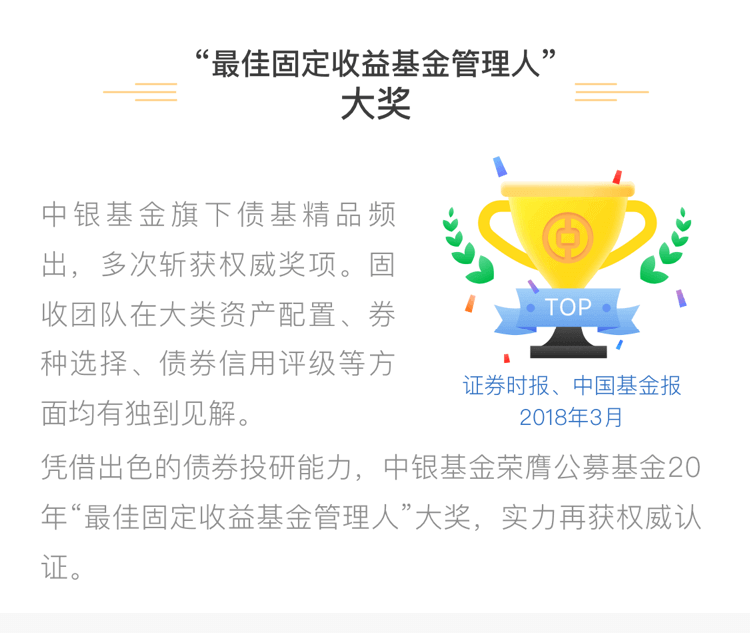 “最佳固定收益基金管理人”
大奖
中银基金旗下债基精品频
出，多次斩获权威奖项。固
收团队在大类资产配置、券
种选择、债券信用评级等方
面均有独到见解。
TOP
证券时报、中国基金报
2018年3月
凭借出色的债券投研能力，中银基金荣膺公募基金20
年“最佳固定收益基金管理人”大奖，实力再获权威认
证。